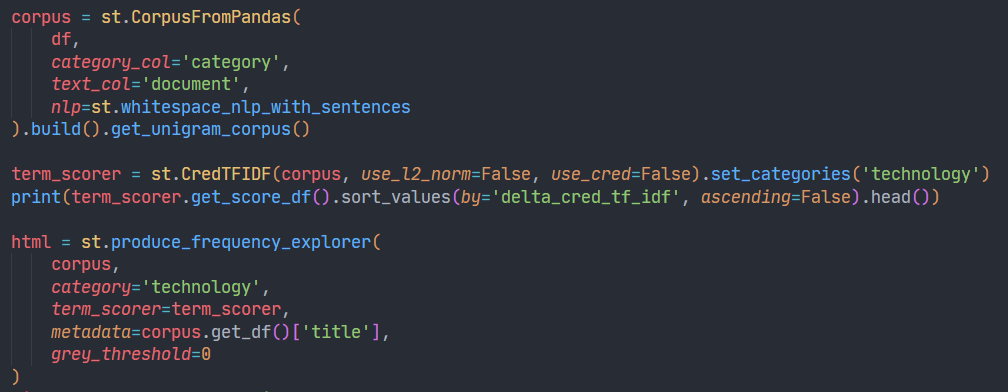 corpus = st.CorpusFromPandas(
    df,
    category_col='category',
    text_col='document',
    nlp=st.whitespace_nlp_with_sentences
).build().get_unigram_corpus()

term_scorer = st.CredTFIDF(corpus, use_l2_norm=False, use_cred=False).set_categories('technology')
print(term_scorer.get_score_df().sort_values(by='delta_cred_tf_idf', ascending=False).head())

html = st.produce_frequency_explorer(
    corpus,
    category='technology',
    term_scorer=term_scorer,
    metadata=corpus.get_df()['title'],
    grey_threshold=0
)